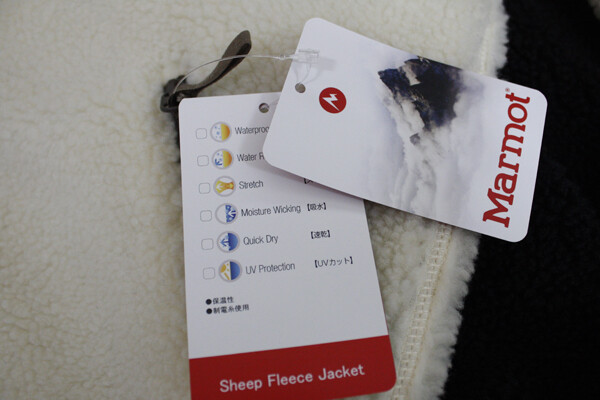 Marmot
Waterproo
Water
Stretch
Moisture Wicking 【吸水】
Quick Dry 【速乾】
UV Protection 【UVカット】
●保温性
●制電糸使用
Sheep Fleece Jacket